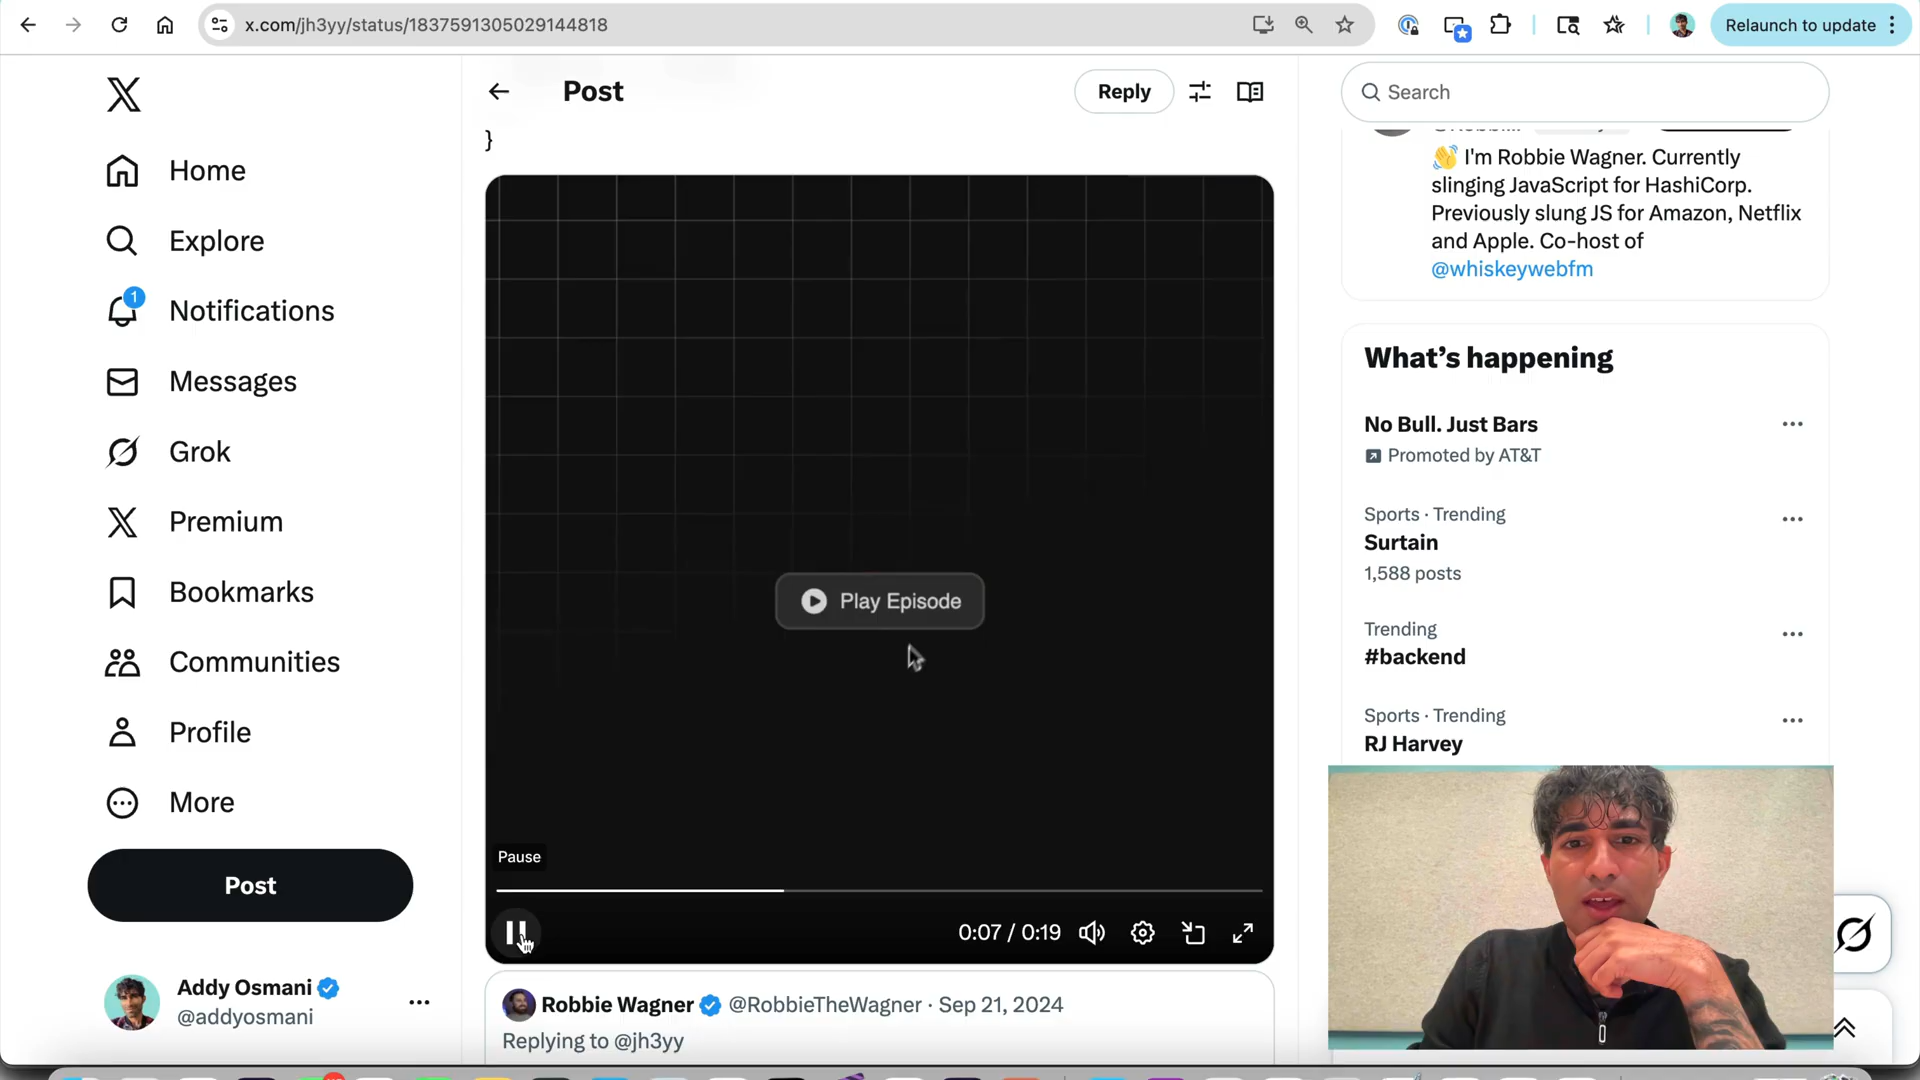 x.com/jh3yy/status/1837591305029144818
Relaunch to update
Home
Explore
1
Notifications
Messages
Grok
Premium
Bookmarks
Communities
Profile
More
Post
Addy Osmani
@addyosmani
Post
Reply
}
Play Episode
Pause
0:07 / 0:19
Robbie Wagner @RobbieTheWagner · Sep 21, 2024
Replying to @jh3yy
Search
👋 I'm Robbie Wagner. Currently
slinging JavaScript for HashiCorp.
Previously slung JS for Amazon, Netflix
and Apple. Co-host of
@whiskeywebfm
What's happening
No Bull. Just Bars
Promoted by AT&T
Sports · Trending
Surtain
1,588 posts
Trending
#backend
Sports · Trending
RJ Harvey